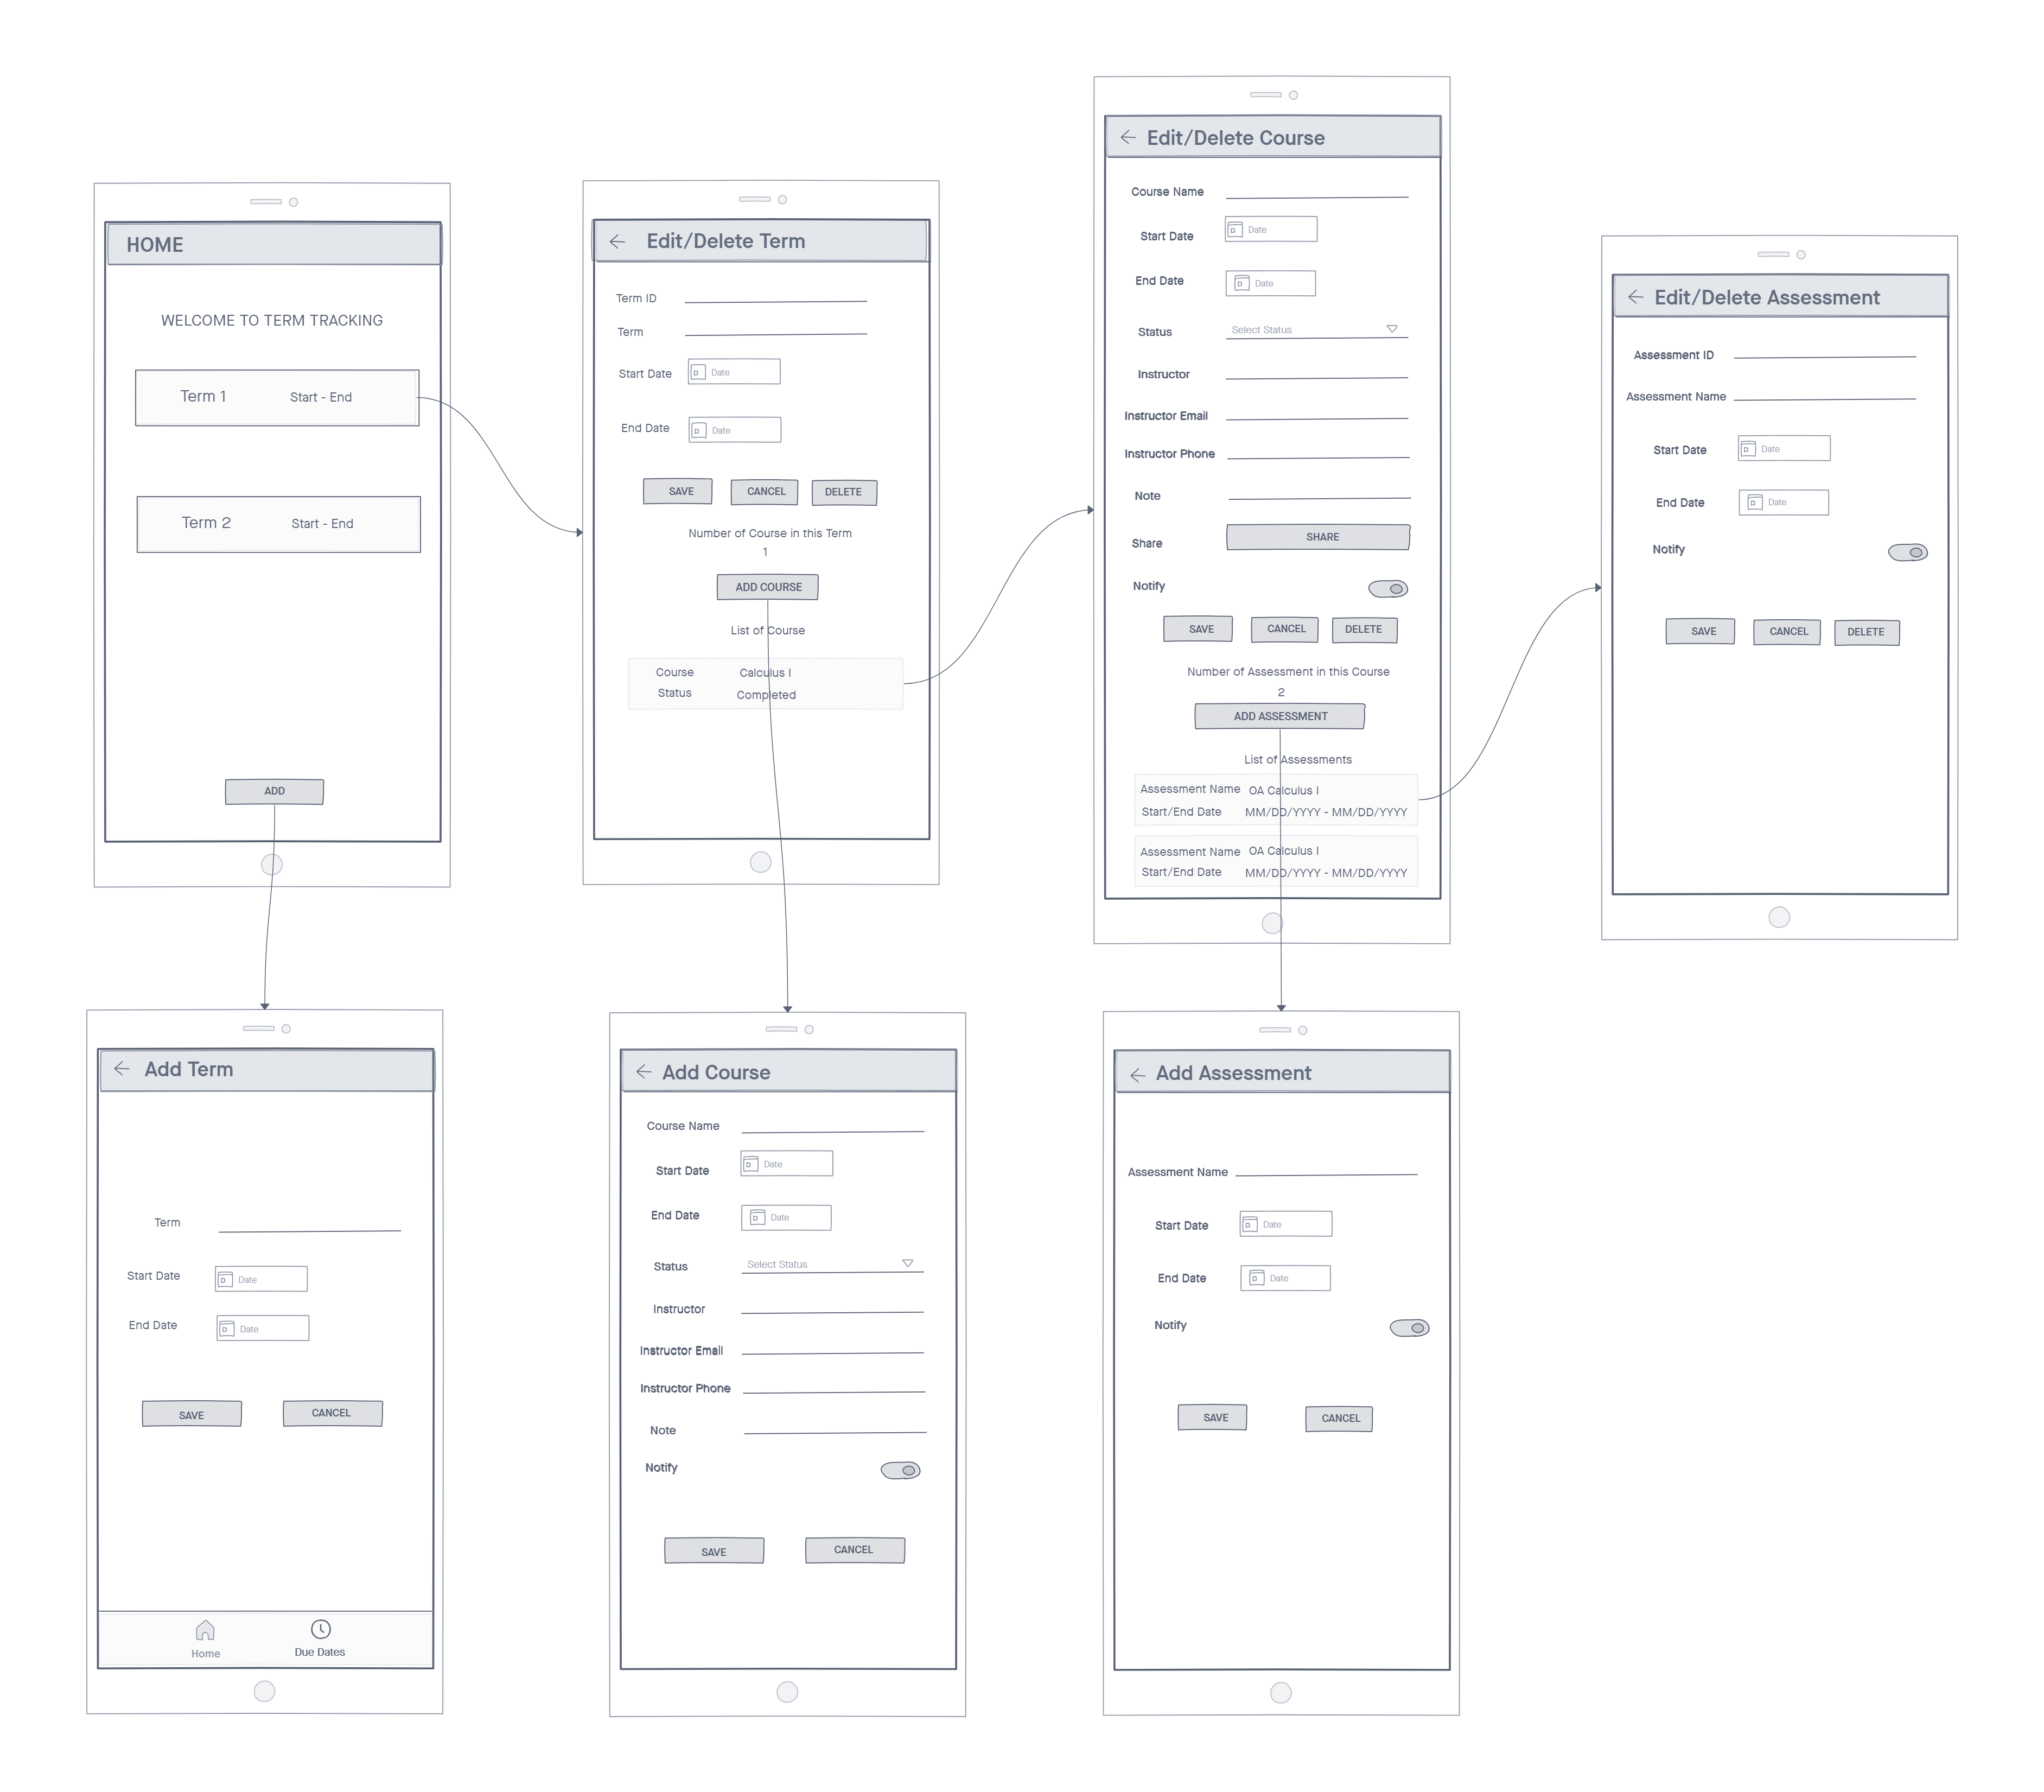 HOME
WELCOME TO TERM TRACKING
Term 1 Start - End
Term 2 Start - End
ADD
Edit/Delete Term
Term ID
Term
Start Date Date
End Date Date
SAVE CANCEL DELETE
Number of Course in this Term
1
ADD COURSE
List of Course
Course Calculus I
Status Completed
Edit/Delete Course
Course Name
Start Date Date
End Date Date
Status Select Status
Instructor
Instructor Email
Instructor Phone
Note
Share SHARE
Notify
SAVE CANCEL DELETE
Number of Assessment in this Course
2
ADD ASSESSMENT
List of Assessments
Assessment Name OA Calculus I
Start/End Date MM/DD/YYYY - MM/DD/YYYY
Assessment Name OA Calculus I
Start/End Date MM/DD/YYYY - MM/DD/YYYY
Edit/Delete Assessment
Assessment ID
Assessment Name
Start Date Date
End Date Date
Notify
SAVE CANCEL DELETE
Add Term
Term
Start Date Date
End Date Date
SAVE CANCEL
Home Due Dates
Add Course
Course Name
Start Date Date
End Date Date
Status Select Status
Instructor
Instructor Email
Instructor Phone
Note
Notify
SAVE CANCEL
Add Assessment
Assessment Name
Start Date Date
End Date Date
Notify
SAVE CANCEL